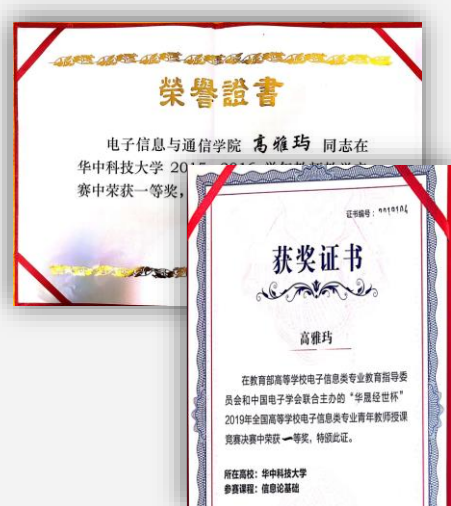 榮譽證書
电子信息与通信学院 高雅玙 同志在
华中科技大学 2015-2016
赛中荣获一等奖，
证书编号：
获奖证书
高雅玙
在教育部高等学校电子信息类专业教育指导委
员会和中国电子学会联合主办的“华晟经世杯”
2019年全国高等学校电子信息类专业青年教师授课
竞赛决赛中荣获一等奖，特颁此证。
所在高校：华中科技大学
参赛课程：信息论基础